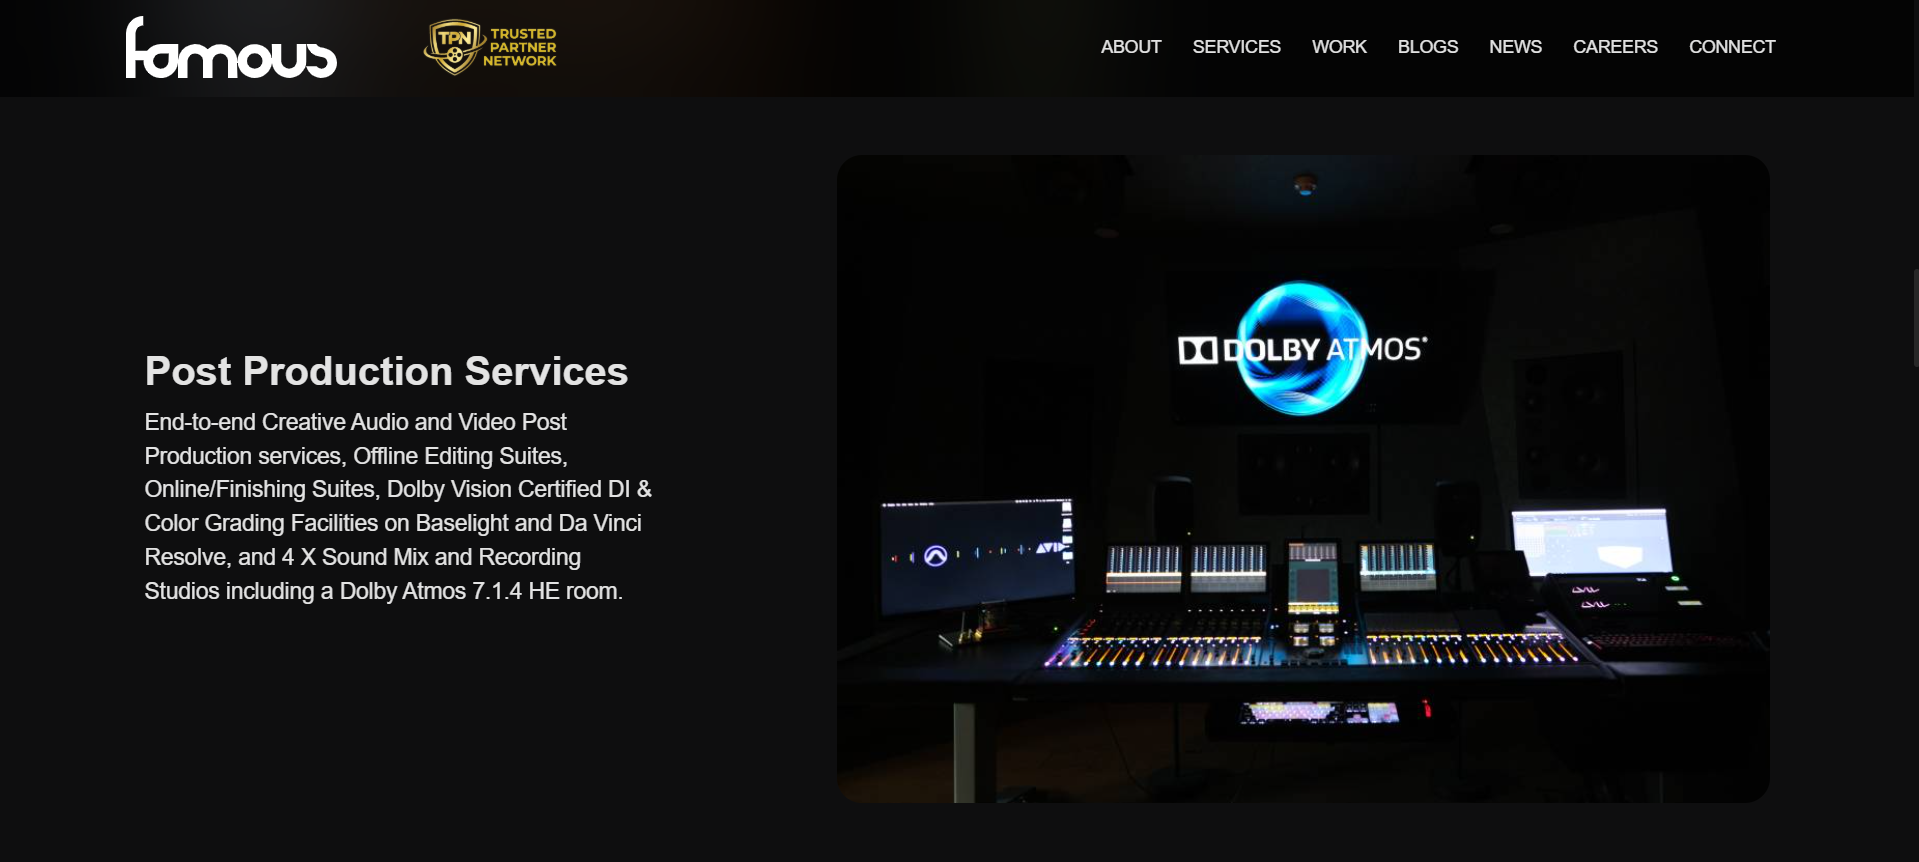 famous
TPN
TRUSTED
PARTNER
NETWORK
ABOUT SERVICES WORK BLOGS NEWS CAREERS CONNECT
DOLBY ATMOS
Post Production Services
End-to-end Creative Audio and Video Post
Production services, Offline Editing Suites,
Online/Finishing Suites, Dolby Vision Certified DI &
Color Grading Facilities on Baselight and Da Vinci
Resolve, and 4 X Sound Mix and Recording
Studios including a Dolby Atmos 7.1.4 HE room.
AVID